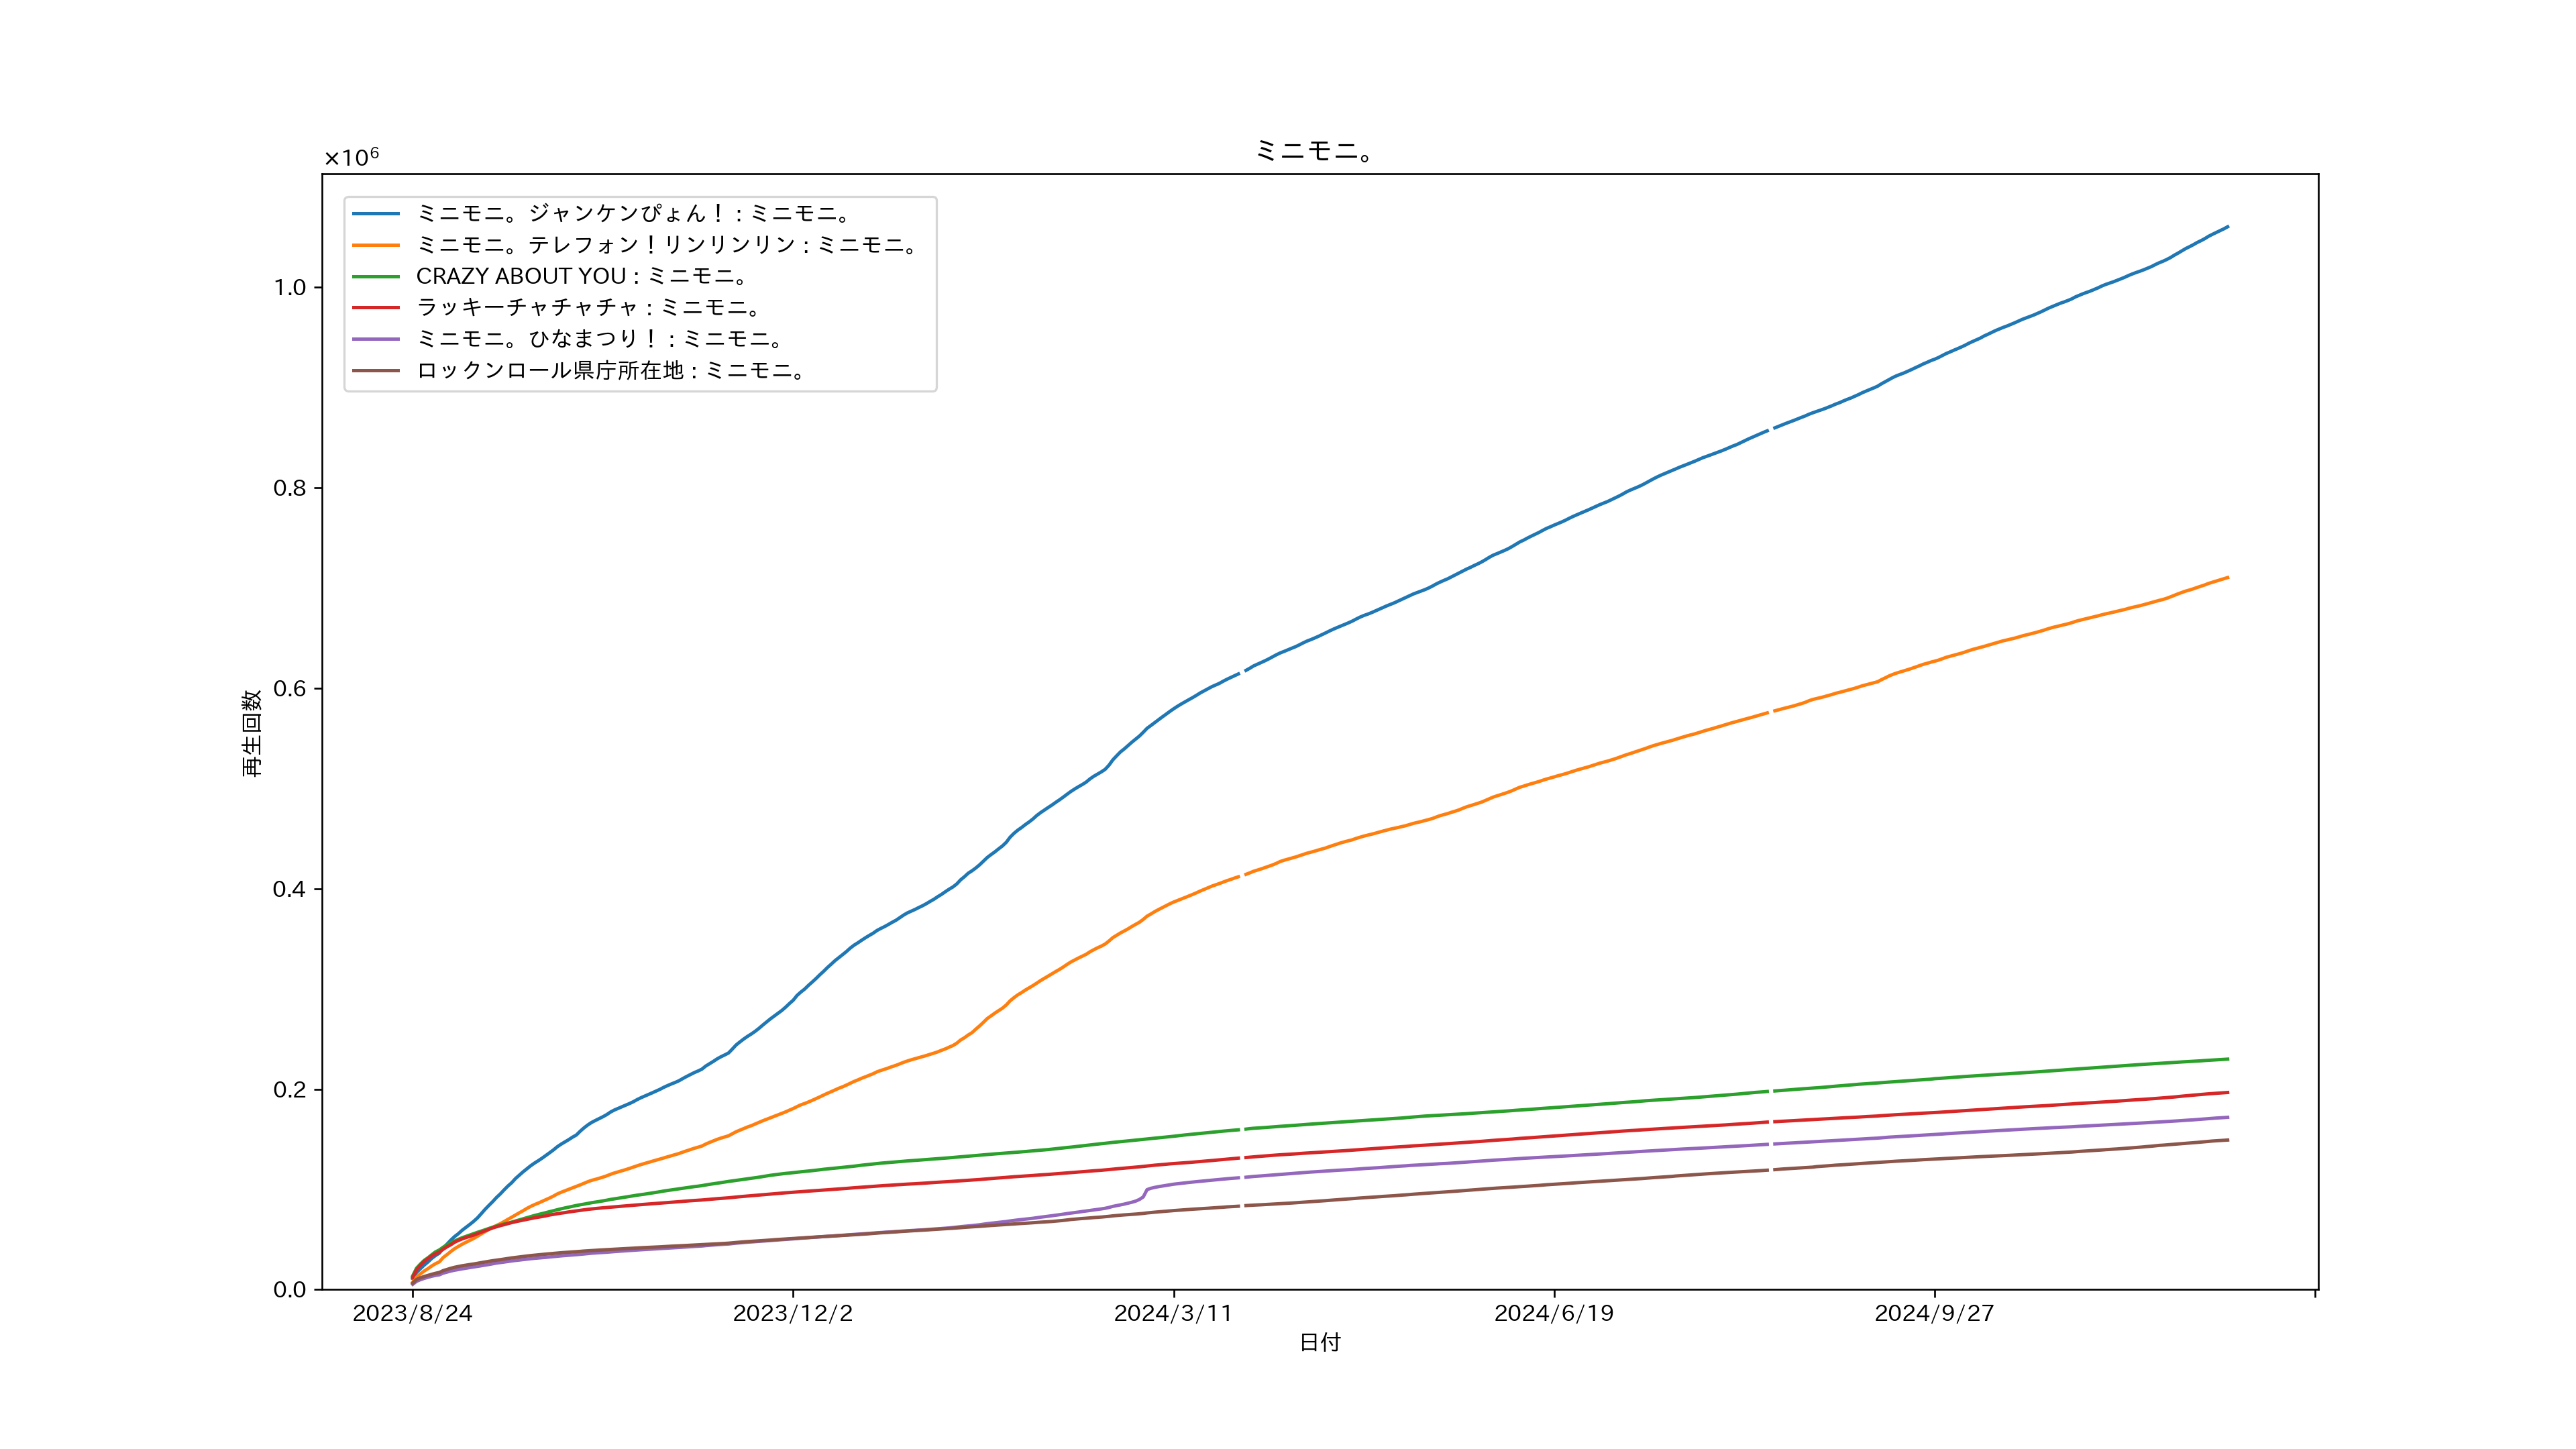 ミニモニ。
×10⁶
ミニモニ。ジャンケンぴょん！ : ミニモニ。
ミニモニ。テレフォン！リンリンリン : ミニモニ。
CRAZY ABOUT YOU : ミニモニ。
ラッキーチャチャチャ : ミニモニ。
ミニモニ。ひなまつり！ : ミニモニ。
ロックンロール県庁所在地 : ミニモニ。
1.0
0.8
0.6
0.4
0.2
0.0
再生回数
2023/8/24
2023/12/2
2024/3/11
2024/6/19
2024/9/27
日付